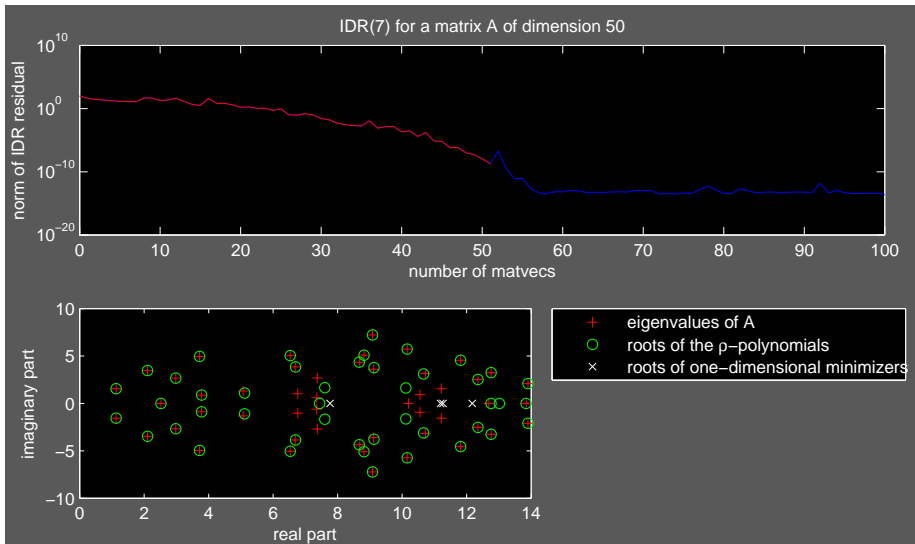 IDR(7) for a matrix A of dimension 50
norm of IDR residual
10^10
10^0
10^−10
10^−20
0 10 20 30 40 50 60 70 80 90 100
number of matvecs
imaginary part
10
5
0
−5
−10
0 2 4 6 8 10 12 14
real part
eigenvalues of A
roots of the ρ−polynomials
roots of one−dimensional minimizers